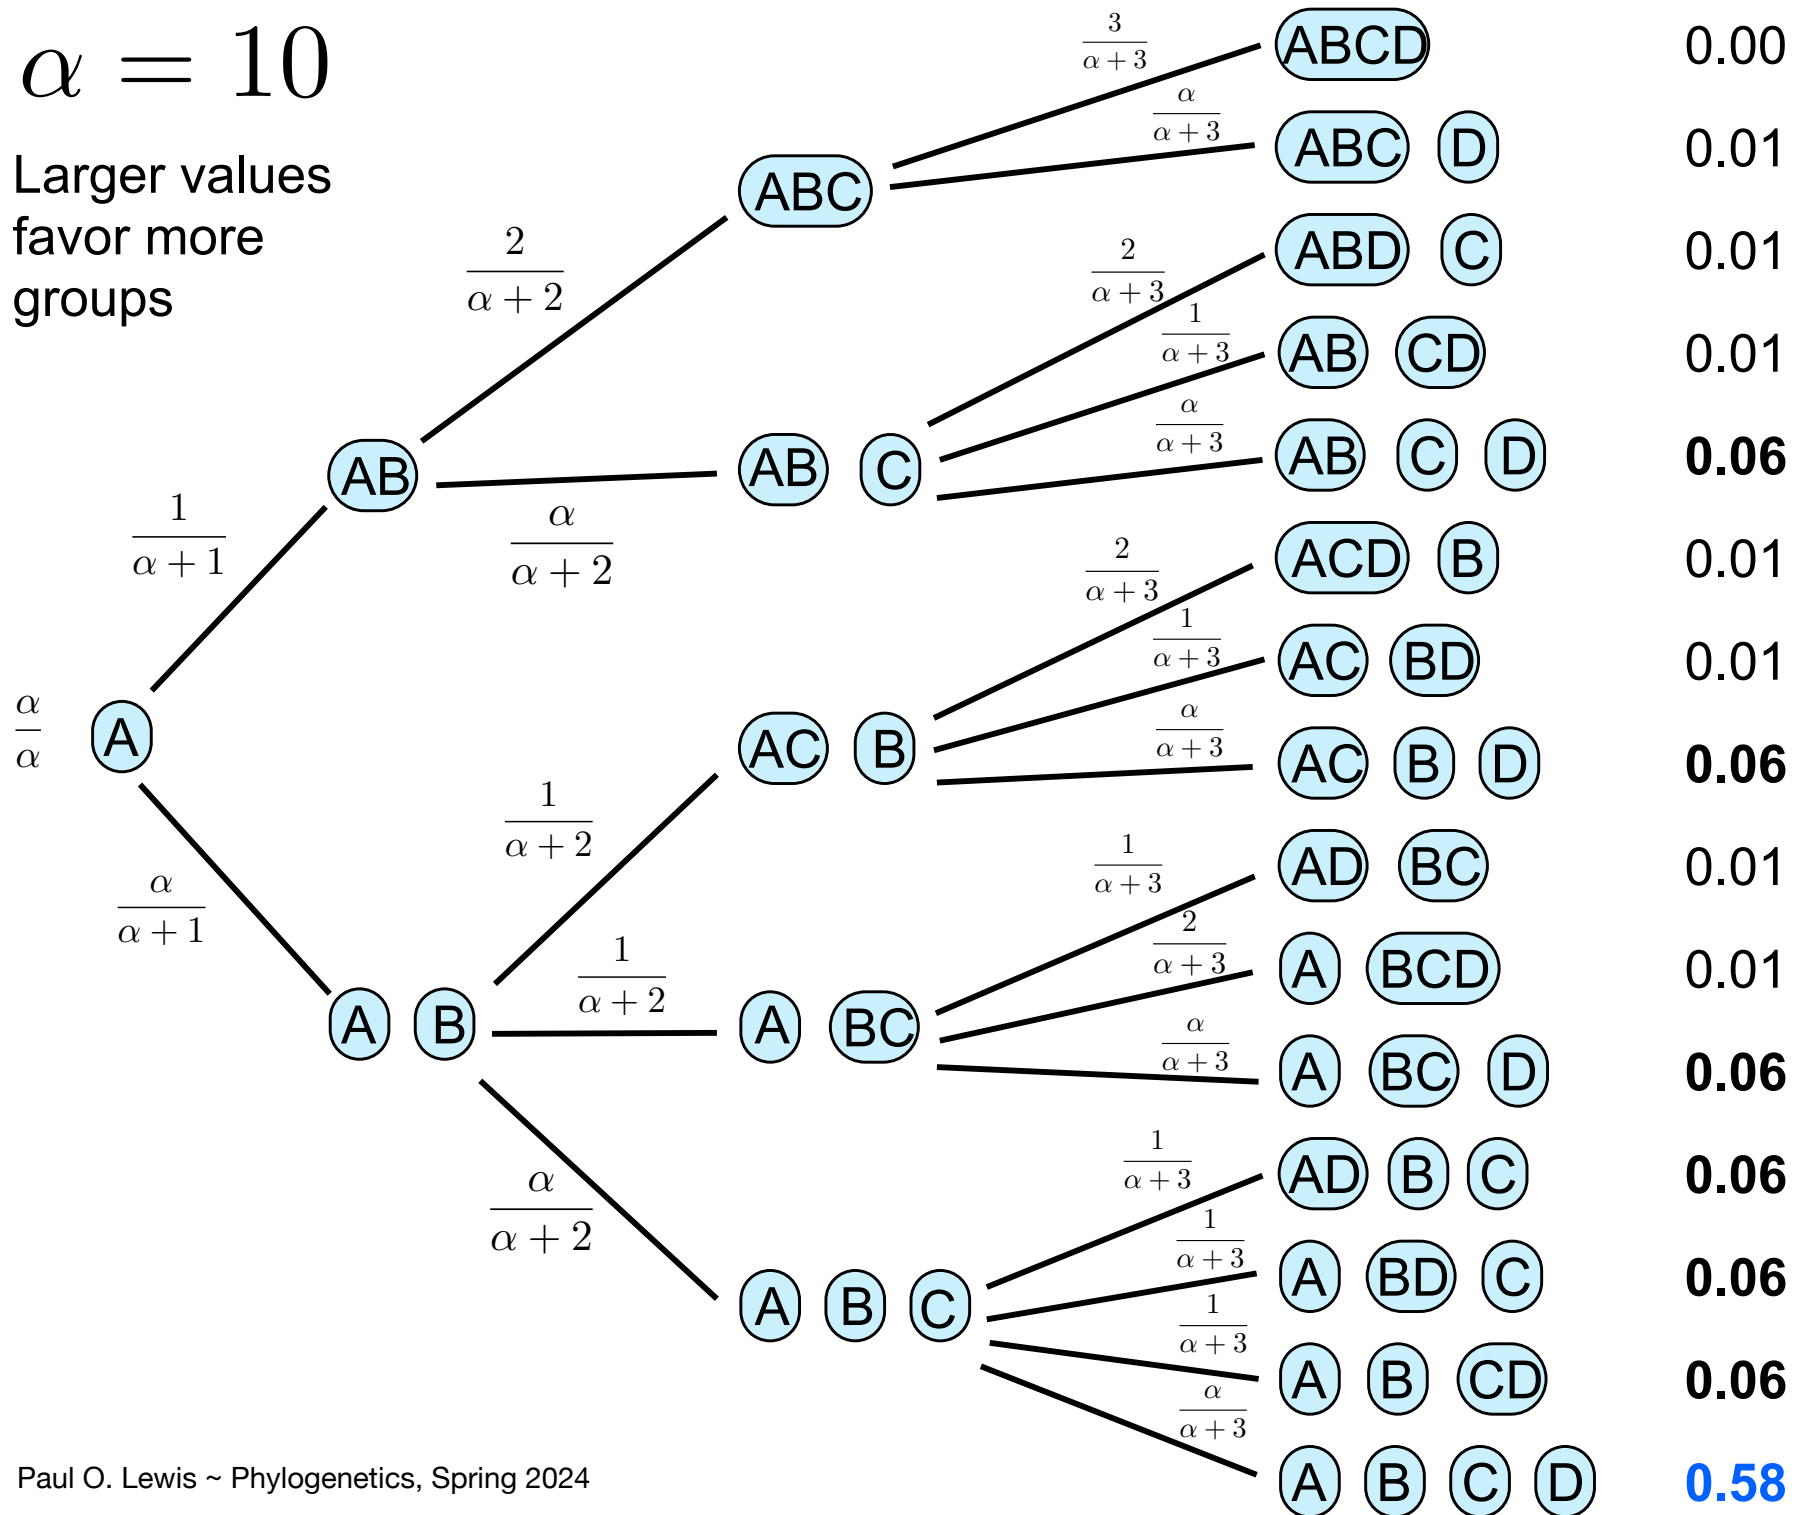 α = 10
Larger values
favor more
groups
3/(α + 3)
ABCD 0.00
α/(α + 3)
ABC D 0.01
ABC
2/(α + 2)
2/(α + 3)
ABD C 0.01
1/(α + 3)
AB CD 0.01
α/(α + 3)
AB C D 0.06
AB
AB C
1/(α + 1)
α/(α + 2)
2/(α + 3)
ACD B 0.01
1/(α + 3)
AC BD 0.01
α/α
A
α/(α + 3)
AC B D 0.06
AC B
1/(α + 2)
1/(α + 3)
AD BC 0.01
α/(α + 1)
2/(α + 3)
A BCD 0.01
1/(α + 2)
A B
A BC
α/(α + 3)
A BC D 0.06
1/(α + 3)
AD B C 0.06
α/(α + 2)
1/(α + 3)
A BD C 0.06
A B C
1/(α + 3)
A B CD 0.06
α/(α + 3)
A B C D 0.58
Paul O. Lewis ~ Phylogenetics, Spring 2024